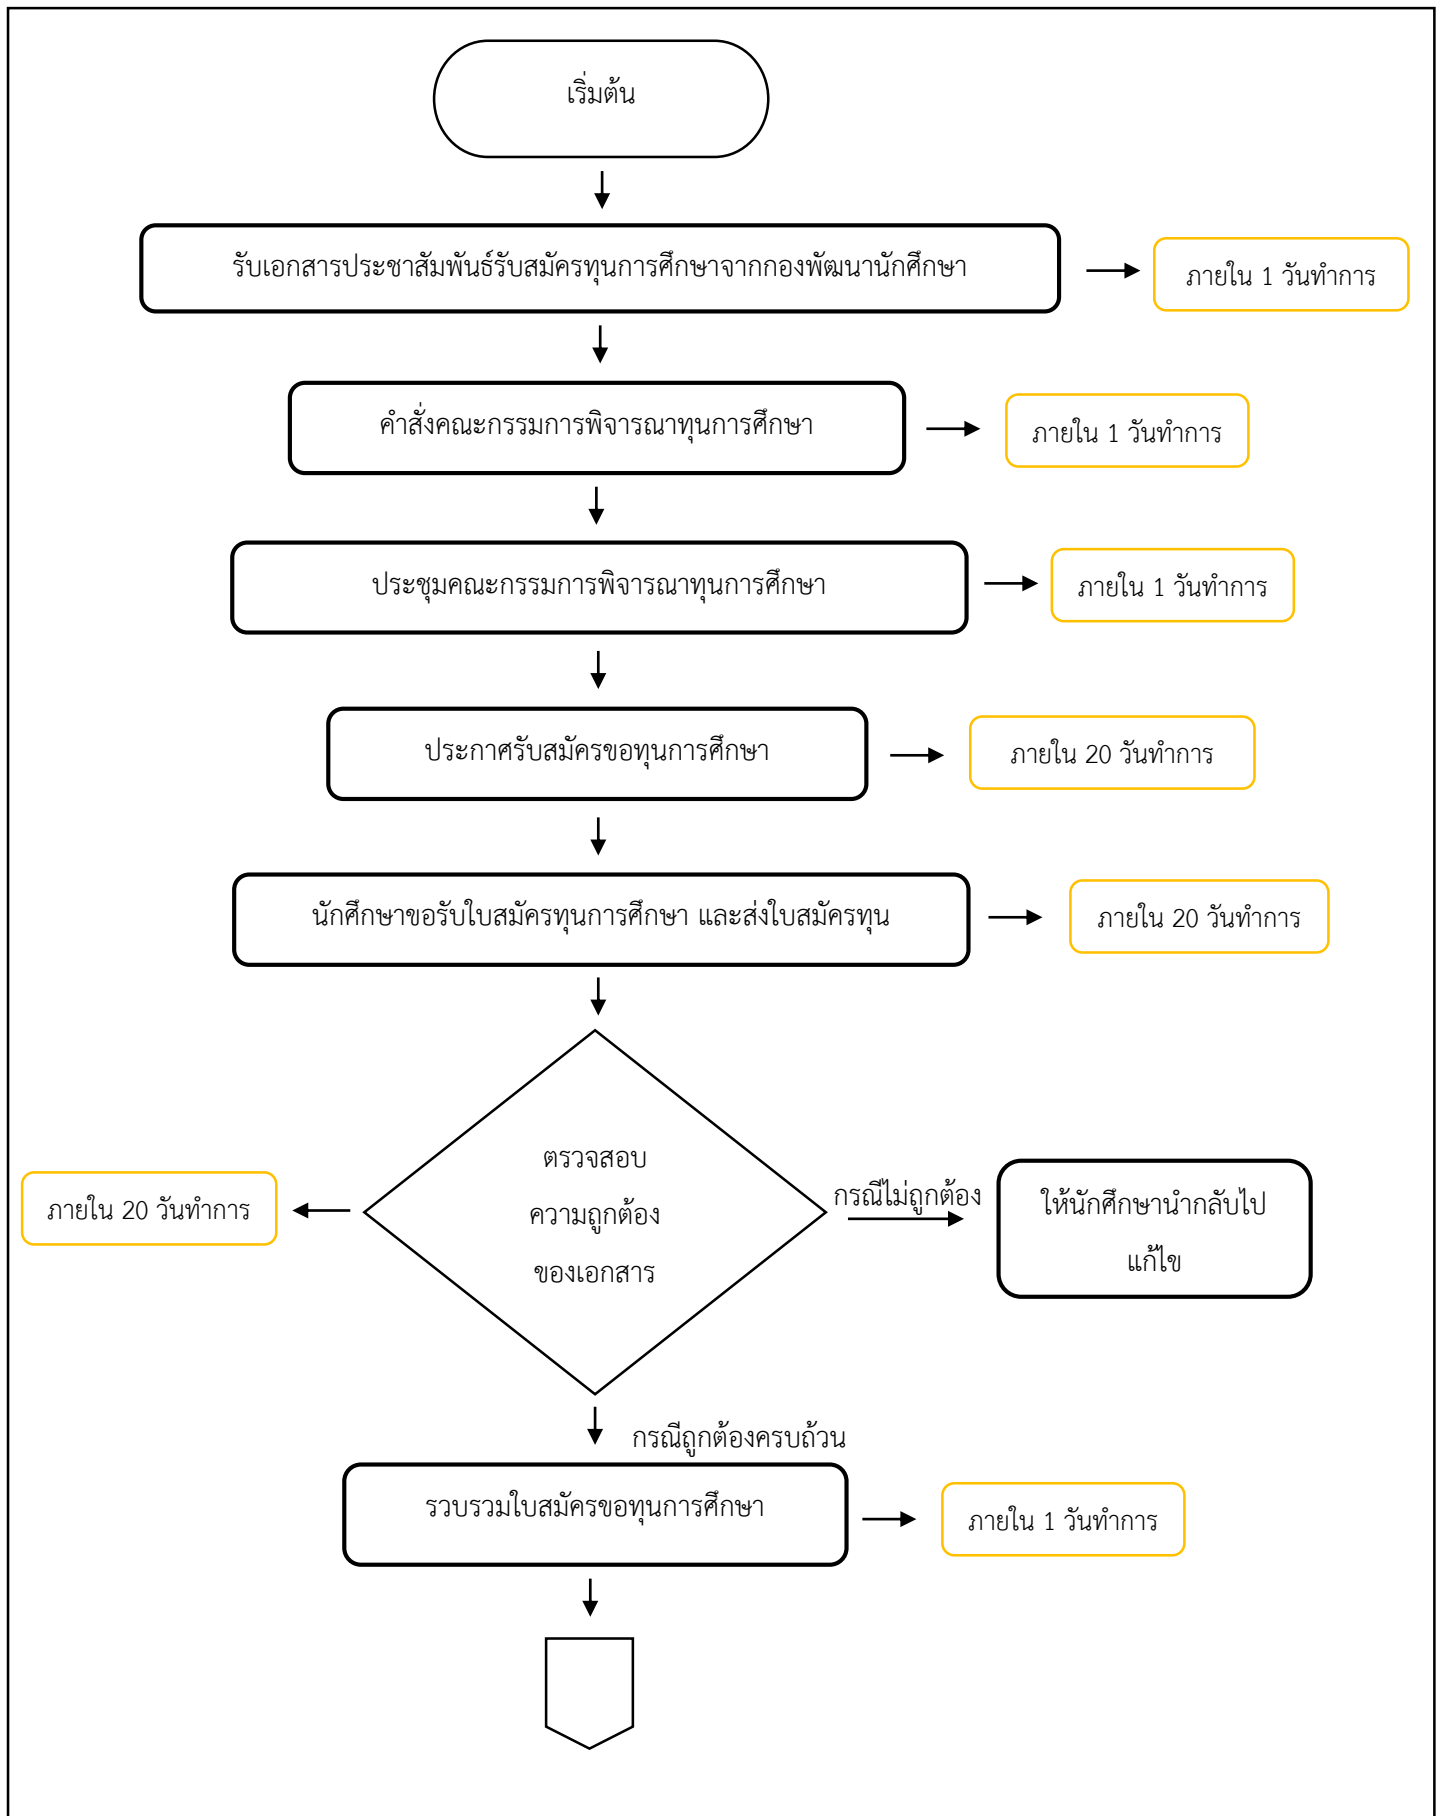 เริ่มต้น
รับเอกสารประชาสัมพันธ์รับสมัครทุนการศึกษาจากกองพัฒนานักศึกษา
ภายใน 1 วันทำการ
คำสั่งคณะกรรมการพิจารณาทุนการศึกษา
ภายใน 1 วันทำการ
ประชุมคณะกรรมการพิจารณาทุนการศึกษา
ภายใน 1 วันทำการ
ประกาศรับสมัครขอทุนการศึกษา
ภายใน 20 วันทำการ
นักศึกษาขอรับใบสมัครทุนการศึกษา และส่งใบสมัครทุน
ภายใน 20 วันทำการ
ภายใน 20 วันทำการ
ตรวจสอบ
ความถูกต้อง
ของเอกสาร
กรณีไม่ถูกต้อง
ให้นักศึกษานำกลับไป
แก้ไข
กรณีถูกต้องครบถ้วน
รวบรวมใบสมัครขอทุนการศึกษา
ภายใน 1 วันทำการ